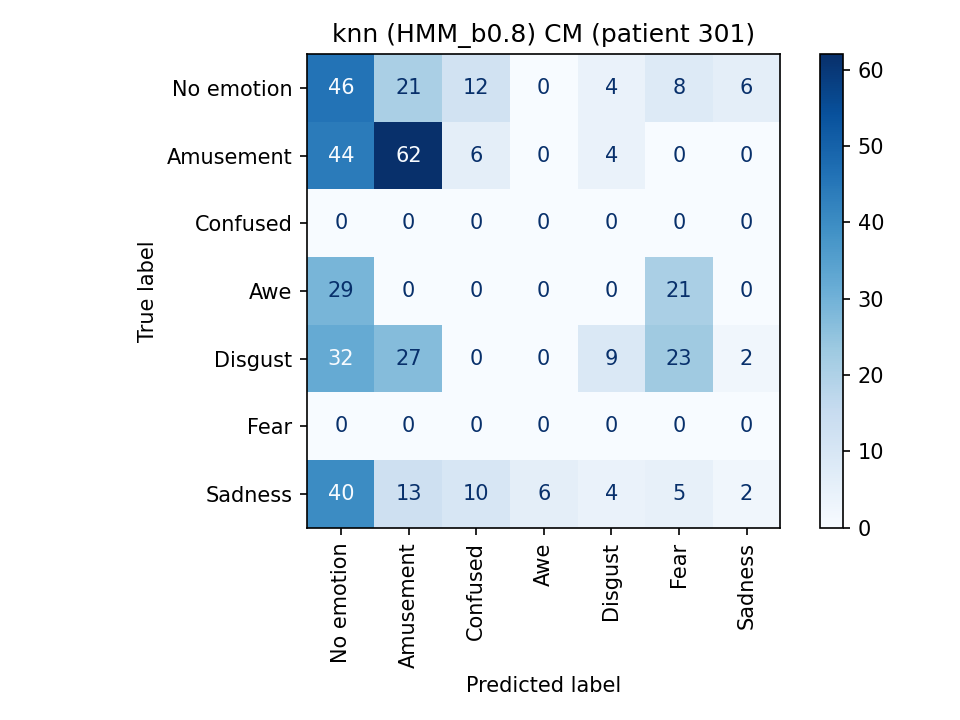 knn (HMM_b0.8) CM (patient 301)
True label
No emotion 46 21 12 0 4 8 6
Amusement 44 62 6 0 4 0 0
Confused 0 0 0 0 0 0 0
Awe 29 0 0 0 0 21 0
Disgust 32 27 0 0 9 23 2
Fear 0 0 0 0 0 0 0
Sadness 40 13 10 6 4 5 2
No emotion
Amusement
Confused
Awe
Disgust
Fear
Sadness
Predicted label
60
50
40
30
20
10
0